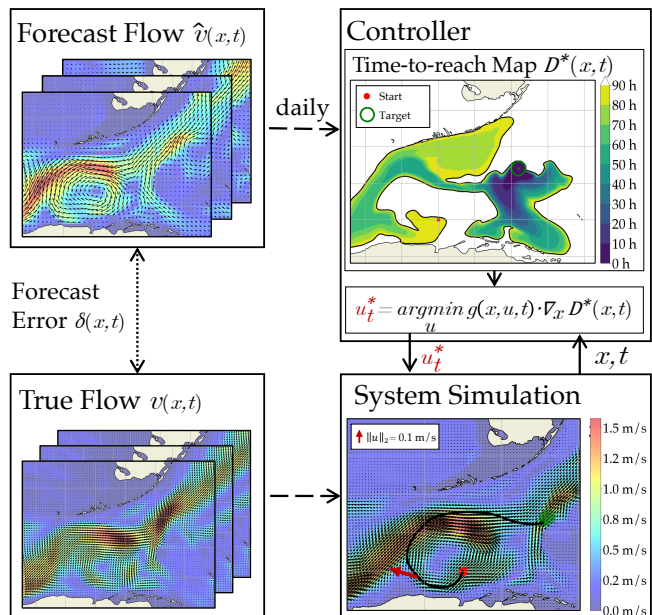 Forecast Flow v̂(x,t)
daily
Controller
Time-to-reach Map D*(x,t)
Start
Target
90 h
80 h
70 h
60 h
50 h
40 h
30 h
20 h
10 h
0 h
u*t = argmin g(x,u,t)·∇x D*(x,t)
u
Forecast
Error δ(x,t)
u*t
x,t
True Flow v(x,t)
System Simulation
||u||2 = 0.1 m/s
1.5 m/s
1.2 m/s
1.0 m/s
0.8 m/s
0.5 m/s
0.2 m/s
0.0 m/s